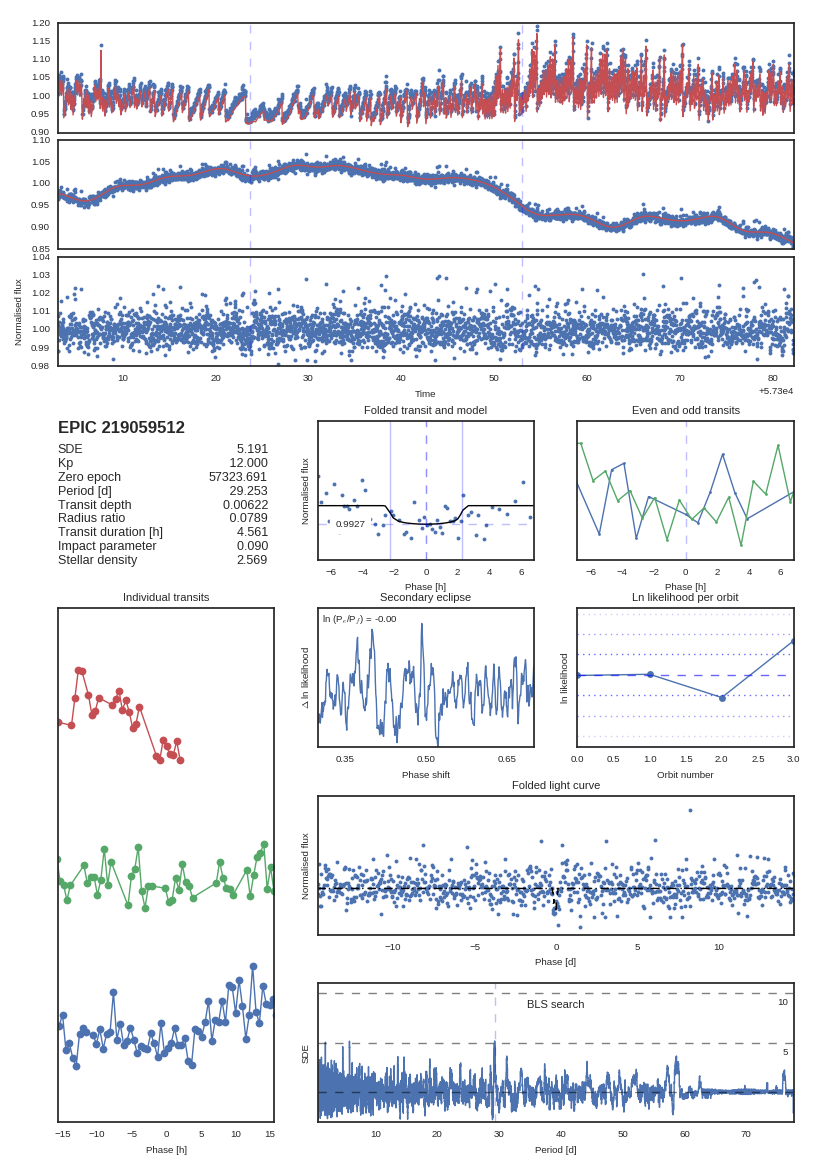 1.20
1.15
1.10
1.05
1.00
0.95
0.90
1.10
1.05
1.00
0.95
0.90
0.85
1.04
1.03
1.02
1.01
1.00
0.99
0.98
Normalised flux
10 20 30 40 50 60 70 80
Time
+5.73e4
EPIC 219059512
SDE 5.191
Kp 12.000
Zero epoch 57323.691
Period [d] 29.253
Transit depth 0.00622
Radius ratio 0.0789
Transit duration [h] 4.561
Impact parameter 0.090
Stellar density 2.569
Folded transit and model
Normalised flux
0.9927
−6 −4 −2 0 2 4 6
Phase [h]
Even and odd transits
−6 −4 −2 0 2 4 6
Phase [h]
Individual transits
−15 −10 −5 0 5 10 15
Phase [h]
Secondary eclipse
Δ ln likelihood
0.35 0.50 0.65
Phase shift
Ln likelihood per orbit
ln likelihood
0.0 0.5 1.0 1.5 2.0 2.5 3.0
Orbit number
Folded light curve
Normalised flux
−10 −5 0 5 10
Phase [d]
BLS search
SDE
10
5
10 20 30 40 50 60 70
Period [d]